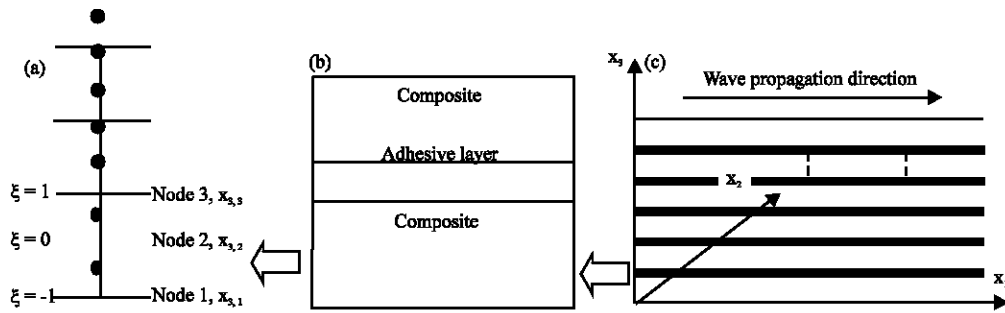 (a)
ξ = 1
Node 3, x₃,₃
ξ = 0
Node 2, x₃,₂
ξ = -1
Node 1, x₃,₁
(b)
Composite
Adhesive layer
Composite
x₃
(c)
Wave propagation direction
x₂
x